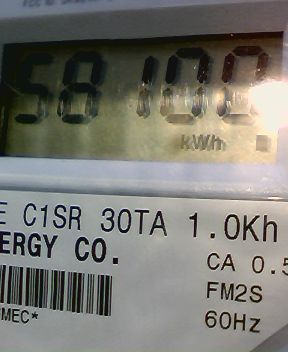 58100
kWh
E C1SR 30TA 1.0Kh
ERGY CO.
CA 0.5
FM2S
MEC*
60Hz